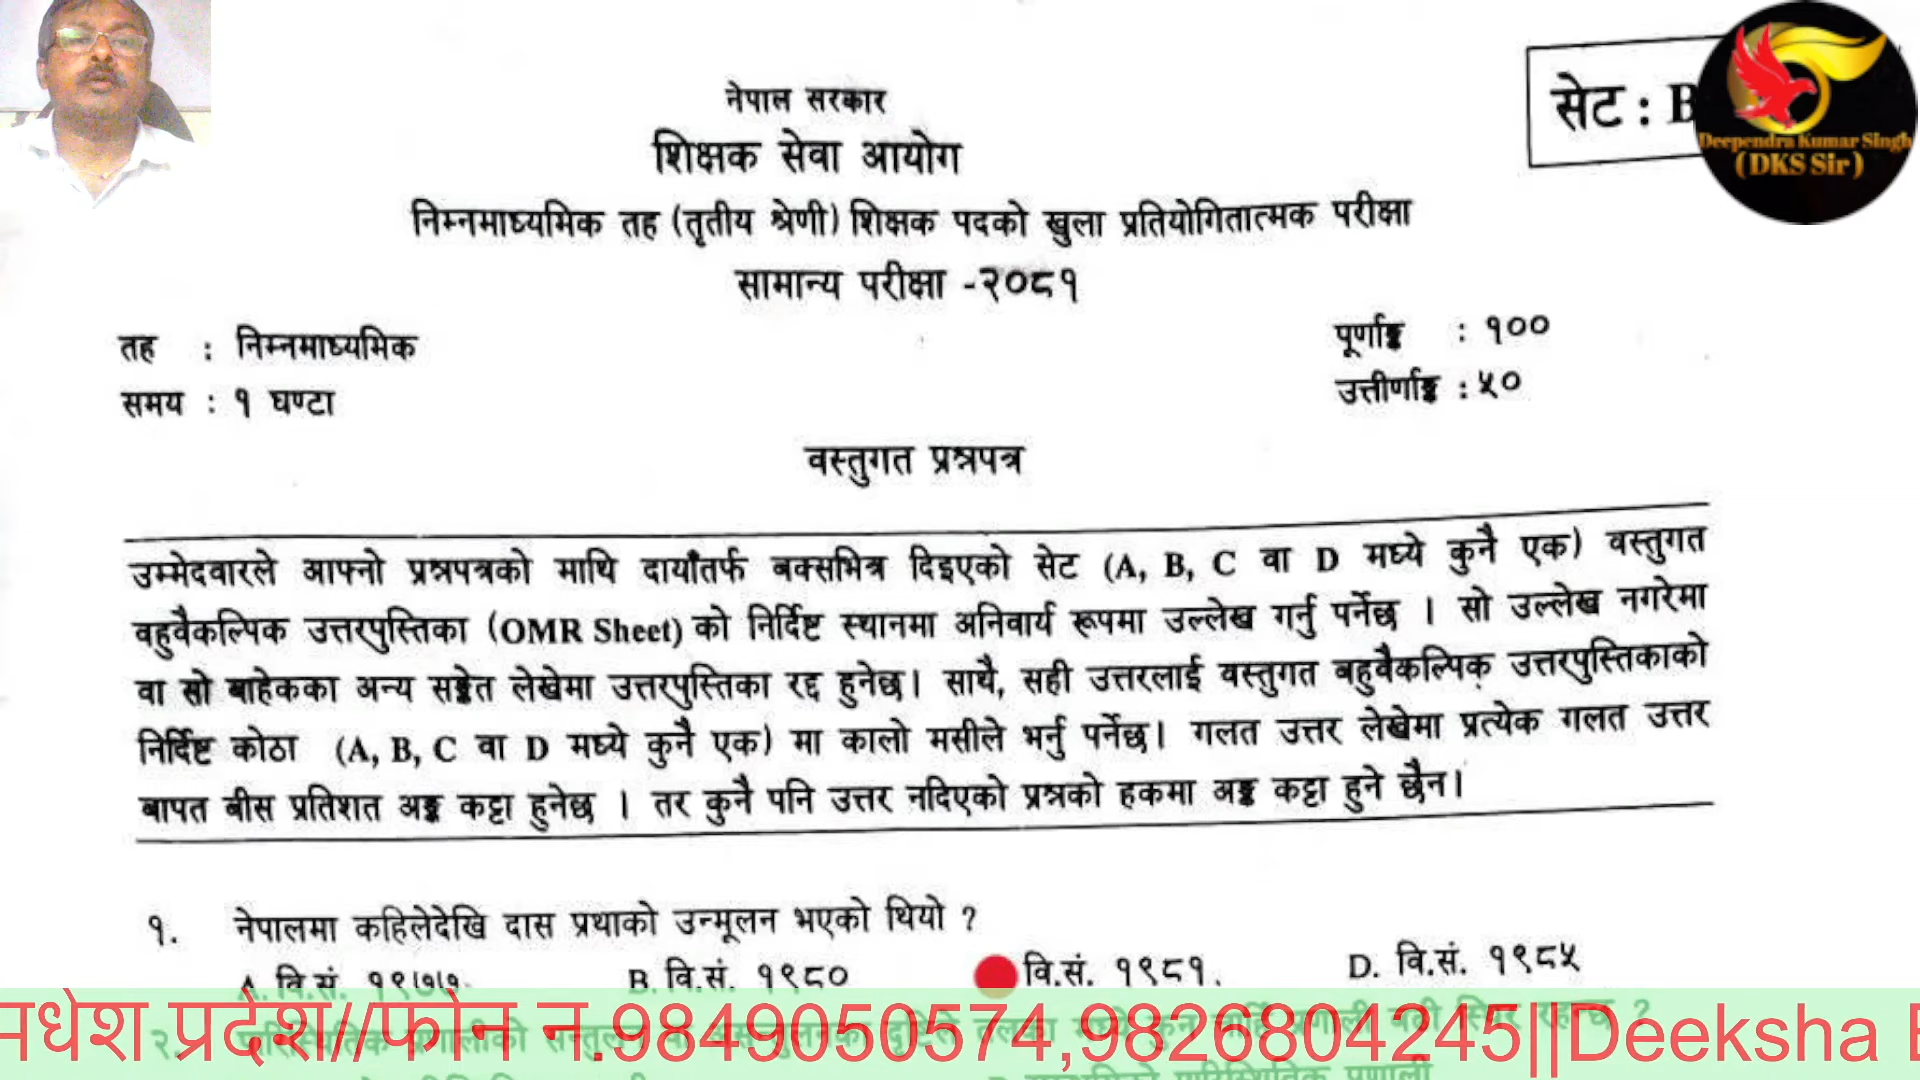 नेपाल सरकार
शिक्षक सेवा आयोग
निम्नमाध्यमिक तह (तृतीय श्रेणी) शिक्षक पदको खुला प्रतियोगितात्मक परीक्षा
सामान्य परीक्षा -२०८१
सेट : B
Deependra Kumar Singh
(DKS Sir)
तह : निम्नमाध्यमिक
पूर्णाङ्क : १००
समय : १ घण्टा
उत्तीर्णाङ्क : ५०
वस्तुगत प्रश्नपत्र
उम्मेदवारले आफ्नो प्रश्नपत्रको माथि दायाँतर्फ बक्सभित्र दिइएको सेट (A, B, C वा D मध्ये कुनै एक) वस्तुगत
वहुवैकल्पिक उत्तरपुस्तिका (OMR Sheet) को निर्दिष्ट स्थानमा अनिवार्य रूपमा उल्लेख गर्नु पर्नेछ । सो उल्लेख नगरेमा
वा सो बाहेकका अन्य सङ्केत लेखेमा उत्तरपुस्तिका रद्द हुनेछ। साथै, सही उत्तरलाई वस्तुगत बहुवैकल्पिक उत्तरपुस्तिकाको
निर्दिष्ट कोठा (A, B, C वा D मध्ये कुनै एक) मा कालो मसीले भर्नु पर्नेछ। गलत उत्तर लेखेमा प्रत्येक गलत उत्तर
बापत बीस प्रतिशत अङ्क कट्टा हुनेछ । तर कुनै पनि उत्तर नदिएको प्रश्नको हकमा अङ्क कट्टा हुने छैन।
१. नेपालमा कहिलेदेखि दास प्रथाको उन्मूलन भएको थियो ?
A. वि.सं. १९७७. B. वि.सं. १९८० वि.सं. १९८१. D. वि.सं. १९८५
मधेश प्रदेश//फोन न.9849050574,9826804245||Deeksha